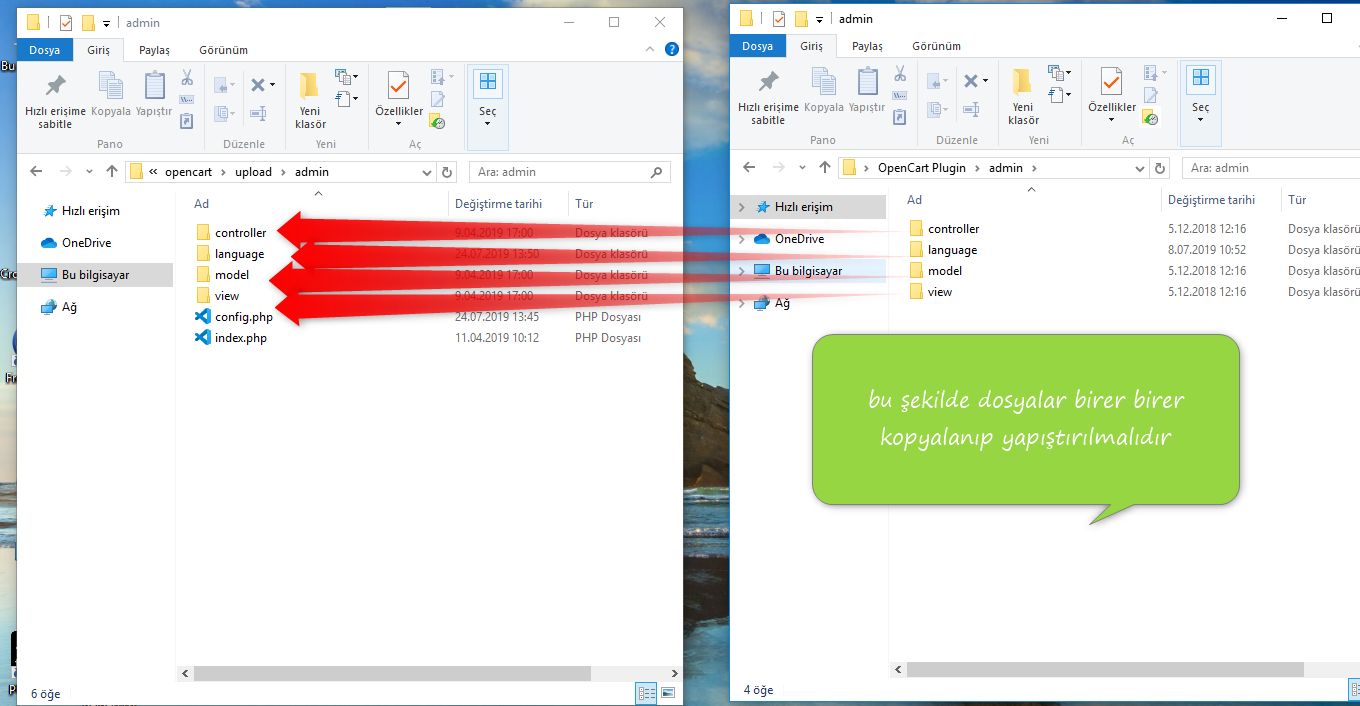 admin
Dosya Giriş Paylaş Görünüm
Hızlı erişime sabitle
Kopyala
Yapıştır
Yeni klasör
Özellikler
Seç
Pano Düzenle Yeni Aç
« opencart › upload › admin
Ara: admin
Hızlı erişim
OneDrive
Bu bilgisayar
Ağ
Ad Değiştirme tarihi Tür
controller 9.04.2019 17:00 Dosya klasörü
language 24.07.2019 13:50 Dosya klasörü
model 9.04.2019 17:00 Dosya klasörü
view 9.04.2019 17:00 Dosya klasörü
config.php 24.07.2019 13:45 PHP Dosyası
index.php 11.04.2019 10:12 PHP Dosyası
6 öğe
admin
Dosya Giriş Paylaş Görünüm
Hızlı erişime sabitle
Kopyala
Yapıştır
Yeni klasör
Özellikler
Seç
Pano Düzenle Yeni Aç
› OpenCart Plugin › admin ›
Ara: admin
Hızlı erişim
OneDrive
Bu bilgisayar
Ağ
Ad Değiştirme tarihi Tür
controller 5.12.2018 12:16 Dosya klasörü
language 8.07.2019 10:52 Dosya klasörü
model 5.12.2018 12:16 Dosya klasörü
view 5.12.2018 12:16 Dosya klasörü
bu şekilde dosyalar birer birer
kopyalanıp yapıştırılmalıdır
4 öğe